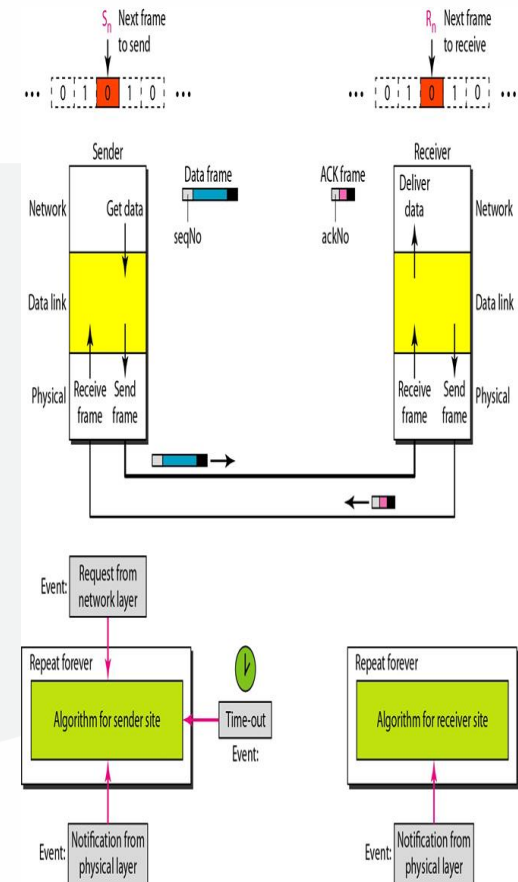 Sn Next frame
to send
Rn Next frame
to receive
... 0 1 0 1 0 ...
... 0 1 0 1 0 ...
Sender
Receiver
Data frame
ACK frame
Deliver
data
Network
Get data
Network
seqNo
ackNo
Data link
Data link
Physical
Receive
frame
Send
frame
Receive
frame
Send
frame
Physical
Event:
Request from
network layer
Repeat forever
Algorithm for sender site
Time-out
Event:
Repeat forever
Algorithm for receiver site
Event:
Notification from
physical layer
Event:
Notification from
physical layer